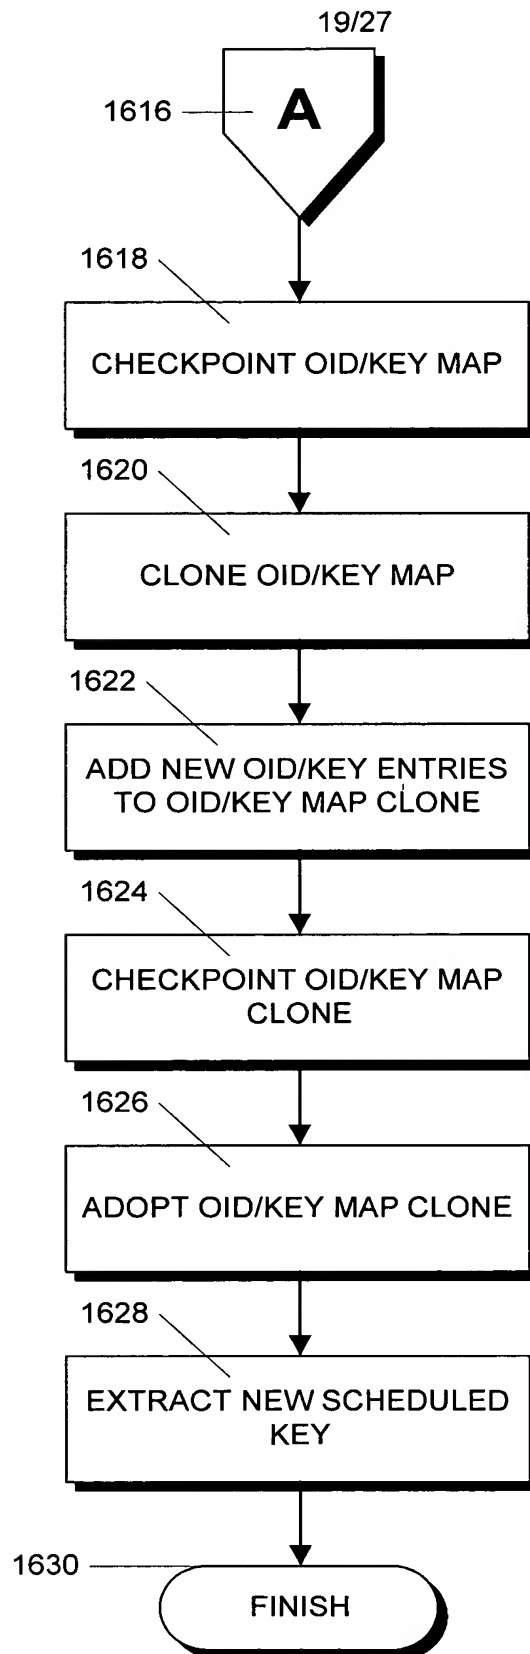 19/27
1616
A
1618
CHECKPOINT OID/KEY MAP
1620
CLONE OID/KEY MAP
1622
ADD NEW OID/KEY ENTRIES
TO OID/KEY MAP CLONE
1624
CHECKPOINT OID/KEY MAP
CLONE
1626
ADOPT OID/KEY MAP CLONE
1628
EXTRACT NEW SCHEDULED
KEY
1630
FINISH